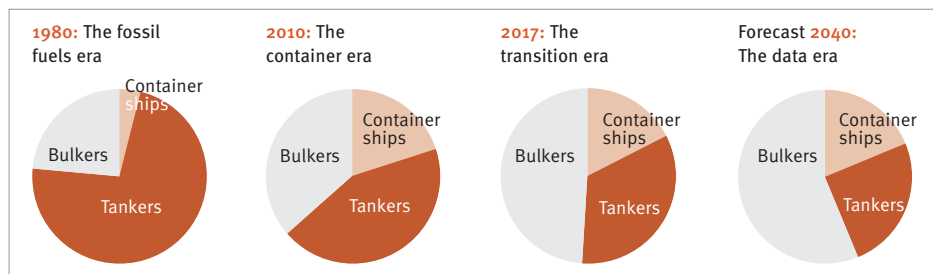 1980: The fossil
fuels era
Container
ships
Bulkers
Tankers
2010: The
container era
Container
ships
Bulkers
Tankers
2017: The
transition era
Container
ships
Bulkers
Tankers
Forecast 2040:
The data era
Container
ships
Bulkers
Tankers